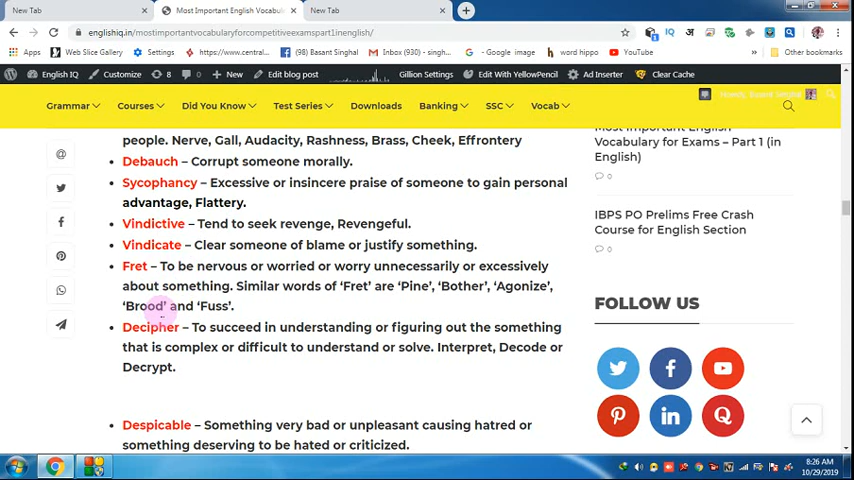 New Tab
Most Important English Vocabul
New Tab
englishiq.in/mostimportantvocabularyforcompetitiveexamspart1inenglish/
Apps
Web Slice Gallery
Settings
https://www.central...
(98) Basant Singhal
Inbox (930) - singh...
- Google image
word hippo
YouTube
Other bookmarks
English IQ
Customize
8
0
New
Edit blog post
Gillion Settings
Edit With YellowPencil
Ad Inserter
Clear Cache
Howdy, Basant Singhal
Grammar
Courses
Did You Know
Test Series
Downloads
Banking
SSC
Vocab
people. Nerve, Gall, Audacity, Rashness, Brass, Cheek, Effrontery
• Debauch – Corrupt someone morally.
• Sycophancy – Excessive or insincere praise of someone to gain personal
advantage, Flattery.
• Vindictive – Tend to seek revenge, Revengeful.
• Vindicate – Clear someone of blame or justify something.
• Fret – To be nervous or worried or worry unnecessarily or excessively
about something. Similar words of ‘Fret’ are ‘Pine’, ‘Bother’, ‘Agonize’,
‘Brood’ and ‘Fuss’.
• Decipher – To succeed in understanding or figuring out the something
that is complex or difficult to understand or solve. Interpret, Decode or
Decrypt.
• Despicable – Something very bad or unpleasant causing hatred or
something deserving to be hated or criticized.
Most Important English
Vocabulary for Exams – Part 1 (in
English)
0
IBPS PO Prelims Free Crash
Course for English Section
0
FOLLOW US
8:26 AM
10/29/2019